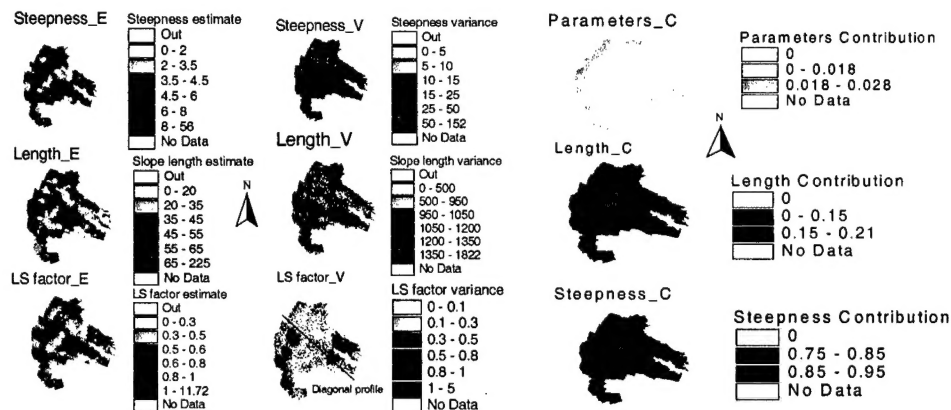 Steepness_E
Steepness estimate
Out
0 - 2
2 - 3.5
3.5 - 4.5
4.5 - 6
6 - 8
8 - 56
No Data
Length_E
Slope length estimate
Out
0 - 20
20 - 35
35 - 45
45 - 55
55 - 65
65 - 225
No Data
LS factor_E
LS factor estimate
Out
0 - 0.3
0.3 - 0.5
0.5 - 0.6
0.6 - 0.8
0.8 - 1
1 - 11.72
No Data
N
Steepness_V
Steepness variance
Out
0 - 5
5 - 10
10 - 15
15 - 25
25 - 50
50 - 152
No Data
Length_V
Slope length variance
Out
0 - 500
500 - 950
950 - 1050
1050 - 1200
1200 - 1350
1350 - 1822
No Data
LS factor_V
Diagonal profile
LS factor variance
0 - 0.1
0.1 - 0.3
0.3 - 0.5
0.5 - 0.8
0.8 - 1
1 - 5
No Data
Parameters_C
Parameters Contribution
0
0 - 0.018
0.018 - 0.028
No Data
N
Length_C
Length Contribution
0
0 - 0.15
0.15 - 0.21
No Data
Steepness_C
Steepness Contribution
0
0.75 - 0.85
0.85 - 0.95
No Data